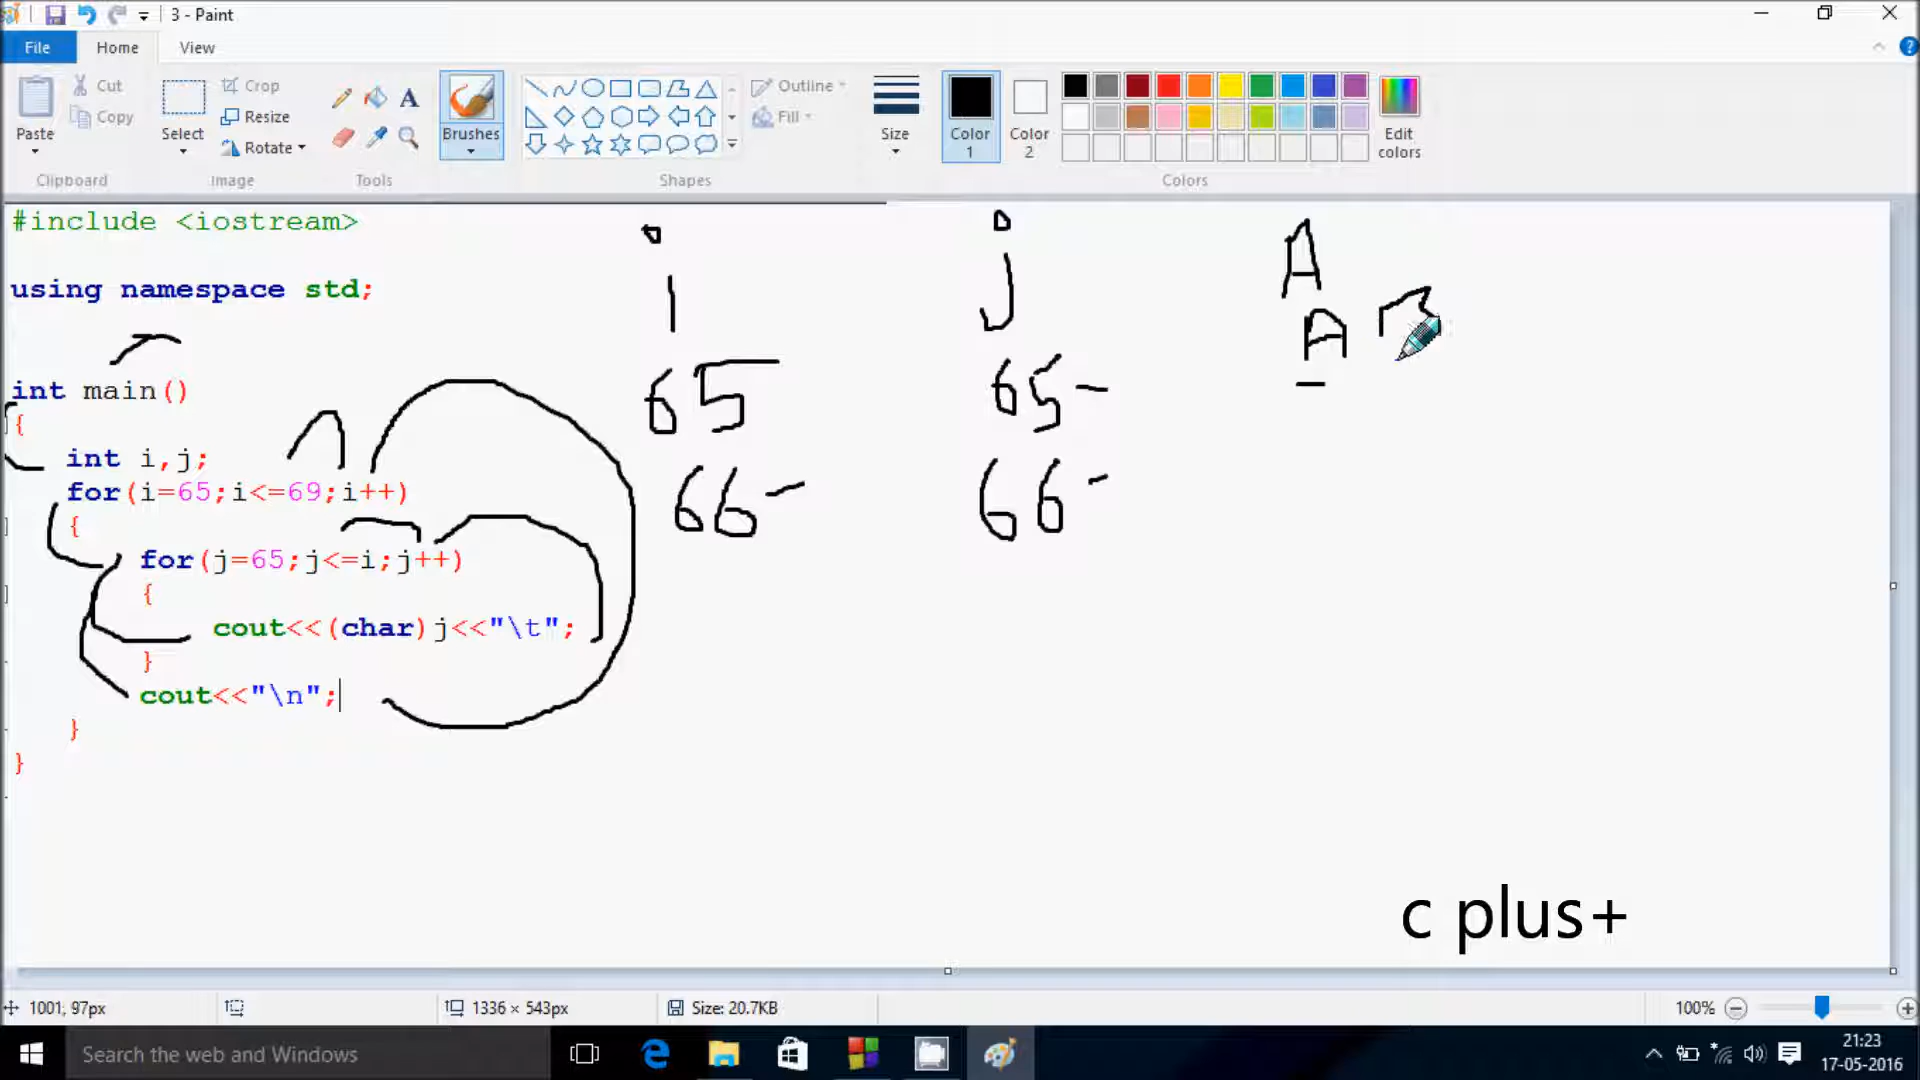 3 - Paint
File Home View
Paste
Cut
Copy
Clipboard
Select
Crop
Resize
Rotate
Image
Tools
Brushes
Shapes
Outline
Fill
Size
Color 1
Color 2
Edit colors
Colors
#include <iostream>
using namespace std;
int main()
{
int i,j;
for(i=65;i<=69;i++)
{
for(j=65;j<=i;j++)
{
cout<<(char)j<<"\t";
}
cout<<"\n";
}
}
i j A
A
65 65-
66- 66-
c plus+
1001; 97px
1336 × 543px
Size: 20.7KB
100%
Search the web and Windows
21:23
17-05-2016